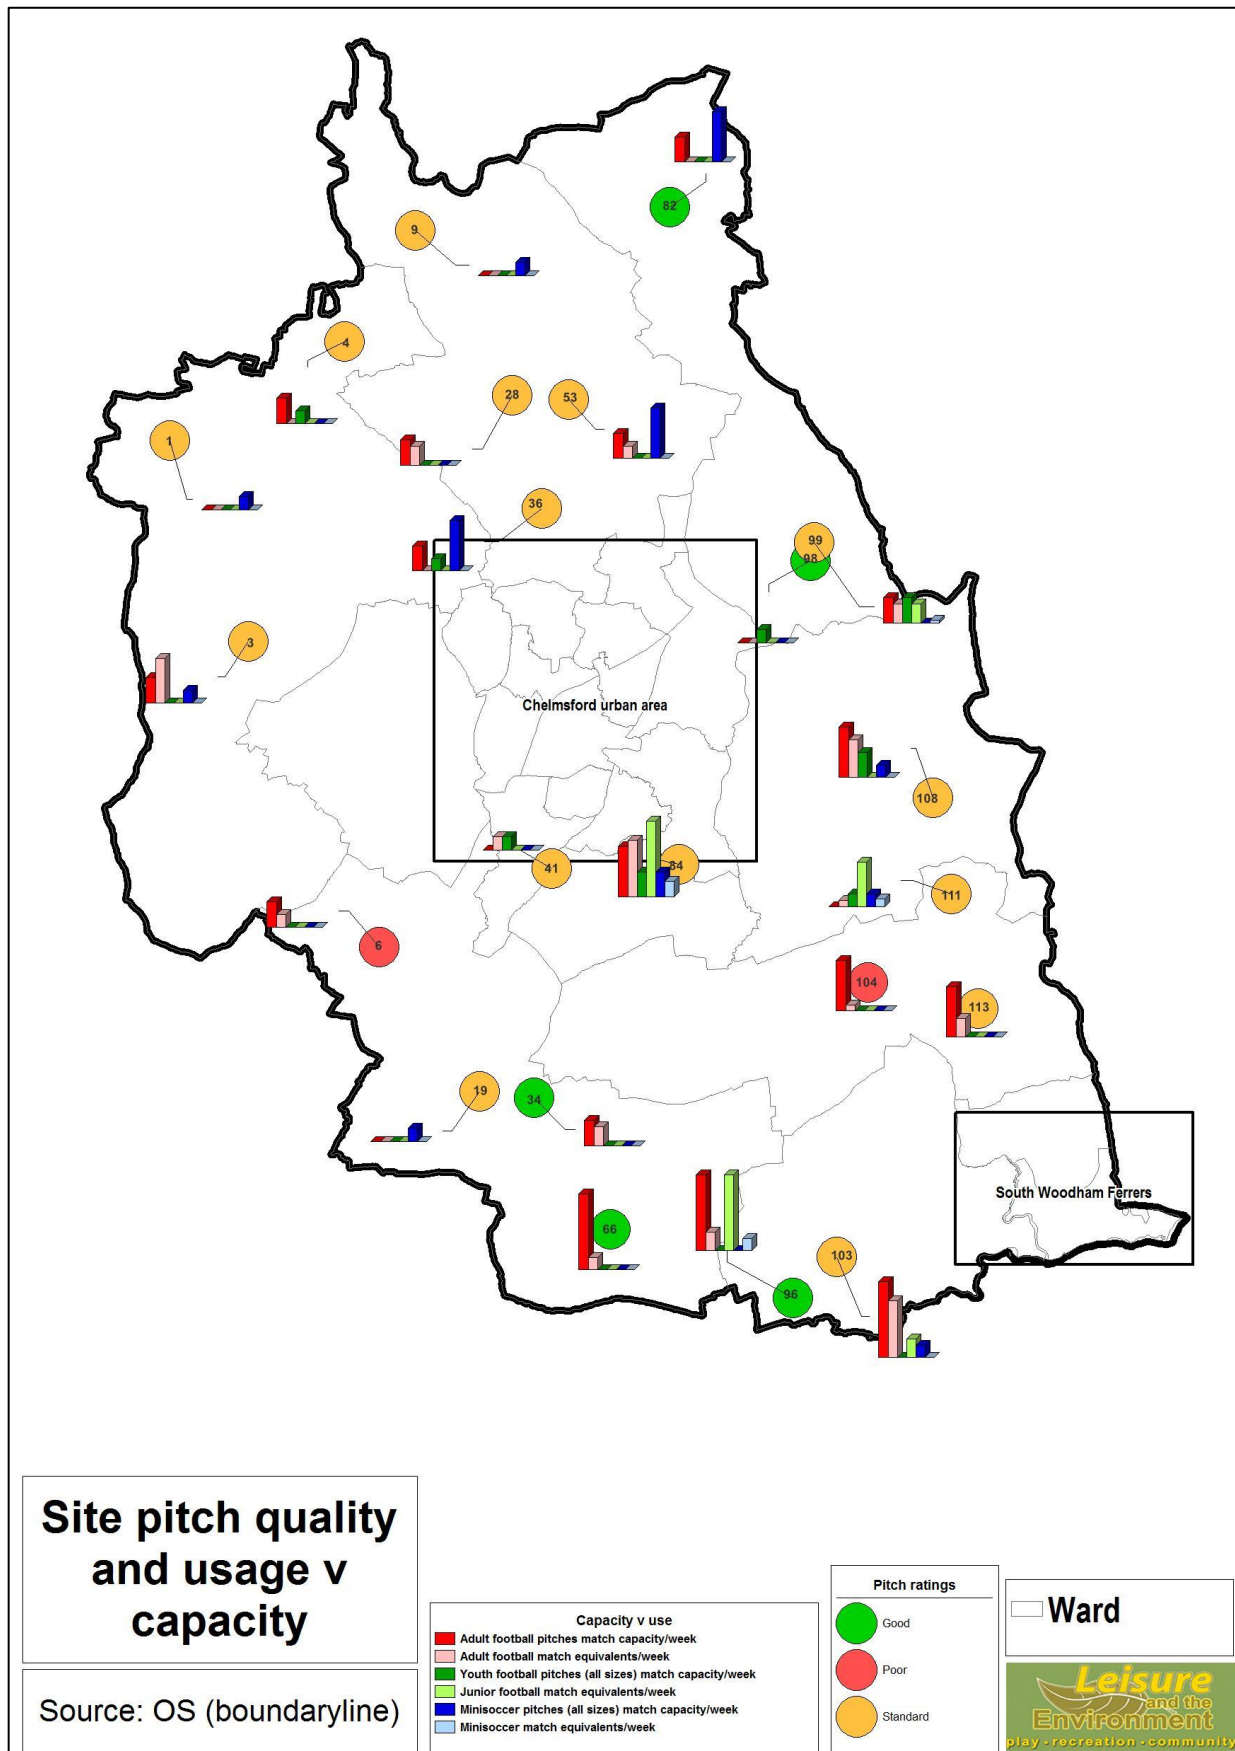 82
9
4
28
53
1
36
99
98
3
Chelmsford urban area
108
41
84
111
6
104
113
19
34
South Woodham Ferrers
66
103
96
Site pitch quality
and usage v
capacity
Source: OS (boundaryline)
Capacity v use
Adult football pitches match capacity/week
Adult football match equivalents/week
Youth football pitches (all sizes) match capacity/week
Junior football match equivalents/week
Minisoccer pitches (all sizes) match capacity/week
Minisoccer match equivalents/week
Pitch ratings
Good
Poor
Standard
Ward
Leisure
and the
Environment
play - recreation - community